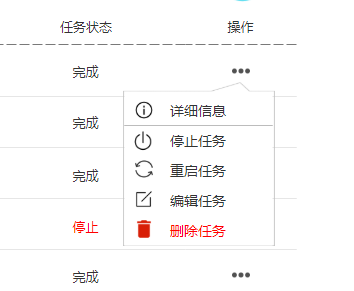 任务状态 操作
完成
详细信息
完成
停止任务
重启任务
完成
编辑任务
停止
删除任务
完成